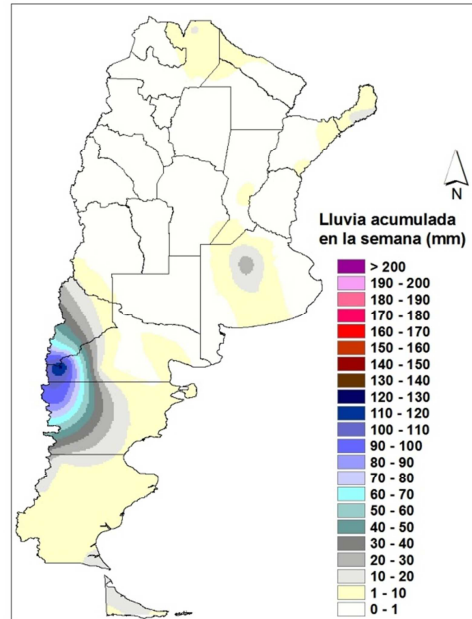 N
Lluvia acumulada
en la semana (mm)
> 200
190 - 200
180 - 190
170 - 180
160 - 170
150 - 160
140 - 150
130 - 140
120 - 130
110 - 120
100 - 110
90 - 100
80 - 90
70 - 80
60 - 70
50 - 60
40 - 50
30 - 40
20 - 30
10 - 20
1 - 10
0 - 1